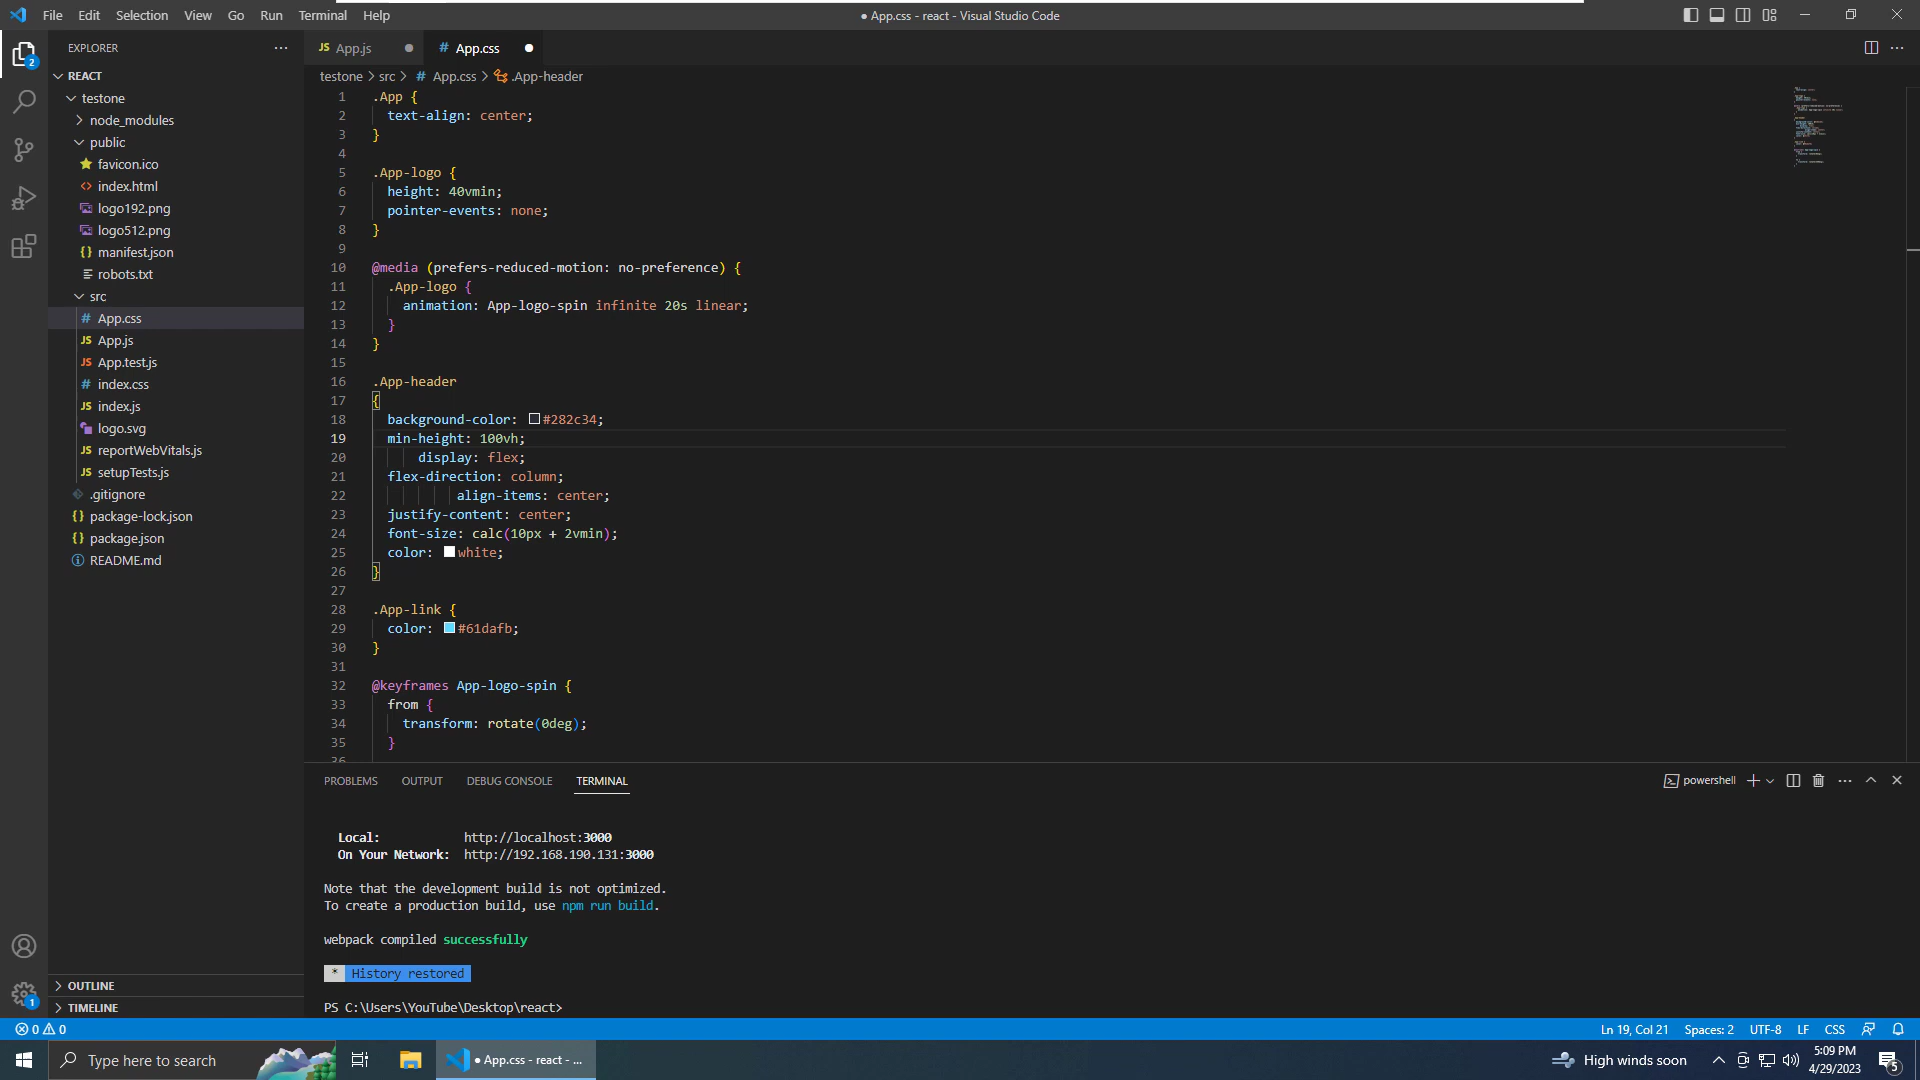 File Edit Selection View Go Run Terminal Help
● App.css - react - Visual Studio Code
EXPLORER
REACT
testone
node_modules
public
favicon.ico
index.html
logo192.png
logo512.png
manifest.json
robots.txt
src
App.css
App.js
App.test.js
index.css
index.js
logo.svg
reportWebVitals.js
setupTests.js
.gitignore
package-lock.json
package.json
README.md
OUTLINE
TIMELINE
JS App.js ● # App.css ●
testone > src > # App.css > .App-header
1 .App {
2 text-align: center;
3 }
4
5 .App-logo {
6 height: 40vmin;
7 pointer-events: none;
8 }
9
10 @media (prefers-reduced-motion: no-preference) {
11 .App-logo {
12 animation: App-logo-spin infinite 20s linear;
13 }
14 }
15
16 .App-header
17 {
18 background-color: #282c34;
19 min-height: 100vh;
20 display: flex;
21 flex-direction: column;
22 align-items: center;
23 justify-content: center;
24 font-size: calc(10px + 2vmin);
25 color: white;
26 }
27
28 .App-link {
29 color: #61dafb;
30 }
31
32 @keyframes App-logo-spin {
33 from {
34 transform: rotate(0deg);
35 }
36
PROBLEMS OUTPUT DEBUG CONSOLE TERMINAL
powershell
Local: http://localhost:3000
On Your Network: http://192.168.190.131:3000
Note that the development build is not optimized.
To create a production build, use npm run build.
webpack compiled successfully
* History restored
PS C:\Users\YouTube\Desktop\react>
0 0
Ln 19, Col 21 Spaces: 2 UTF-8 LF CSS
Type here to search
● App.css - react - ...
High winds soon
5:09 PM
4/29/2023
5